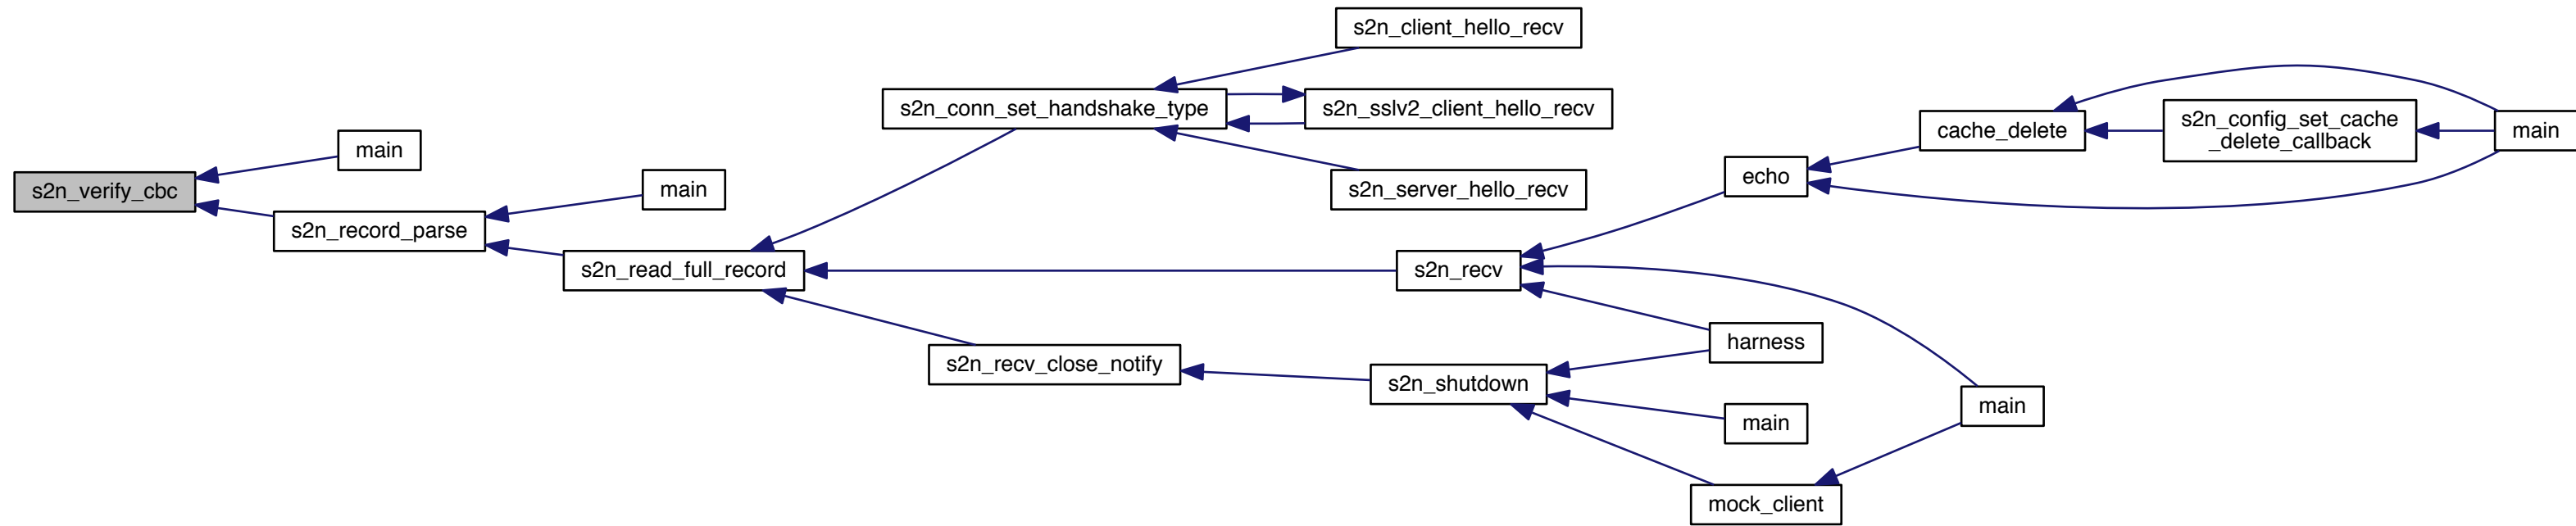 s2n_client_hello_recv
s2n_conn_set_handshake_type
s2n_sslv2_client_hello_recv
cache_delete
s2n_config_set_cache
_delete_callback
main
main
echo
s2n_verify_cbc
main
s2n_server_hello_recv
s2n_record_parse
s2n_read_full_record
s2n_recv
harness
s2n_recv_close_notify
s2n_shutdown
main
main
mock_client